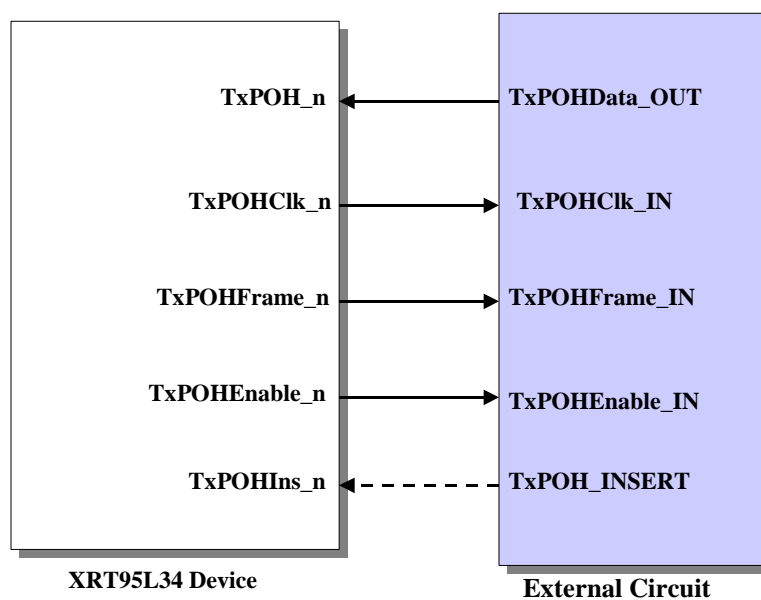 TxPOH_n
TxPOHData_OUT
TxPOHClk_n
TxPOHClk_IN
TxPOHFrame_n
TxPOHFrame_IN
TxPOHEnable_n
TxPOHEnable_IN
TxPOHIns_n
TxPOH_INSERT
XRT95L34 Device
External Circuit